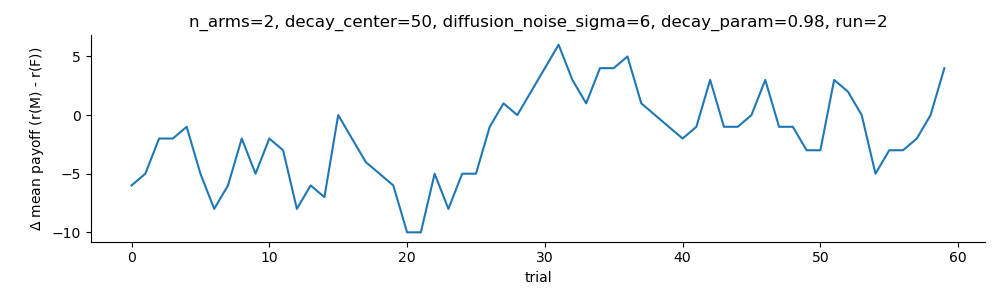 n_arms=2, decay_center=50, diffusion_noise_sigma=6, decay_param=0.98, run=2
Δ mean payoff (r(M) - r(F))
5
0
−5
−10
0 10 20 30 40 50 60
trial